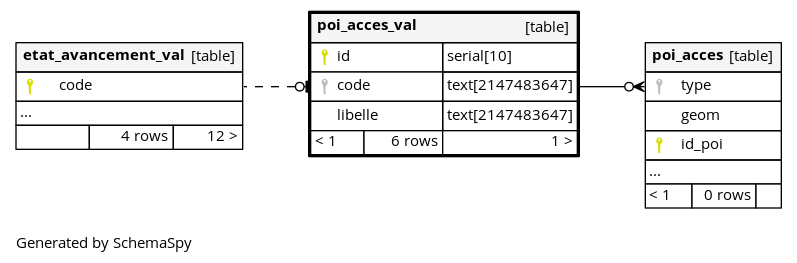 etat_avancement_val [table]
code
...
4 rows 12 >
poi_acces_val [table]
id serial[10]
code text[2147483647]
libelle text[2147483647]
< 1 6 rows 1 >
poi_acces [table]
type
geom
id_poi
...
< 1 0 rows
Generated by SchemaSpy